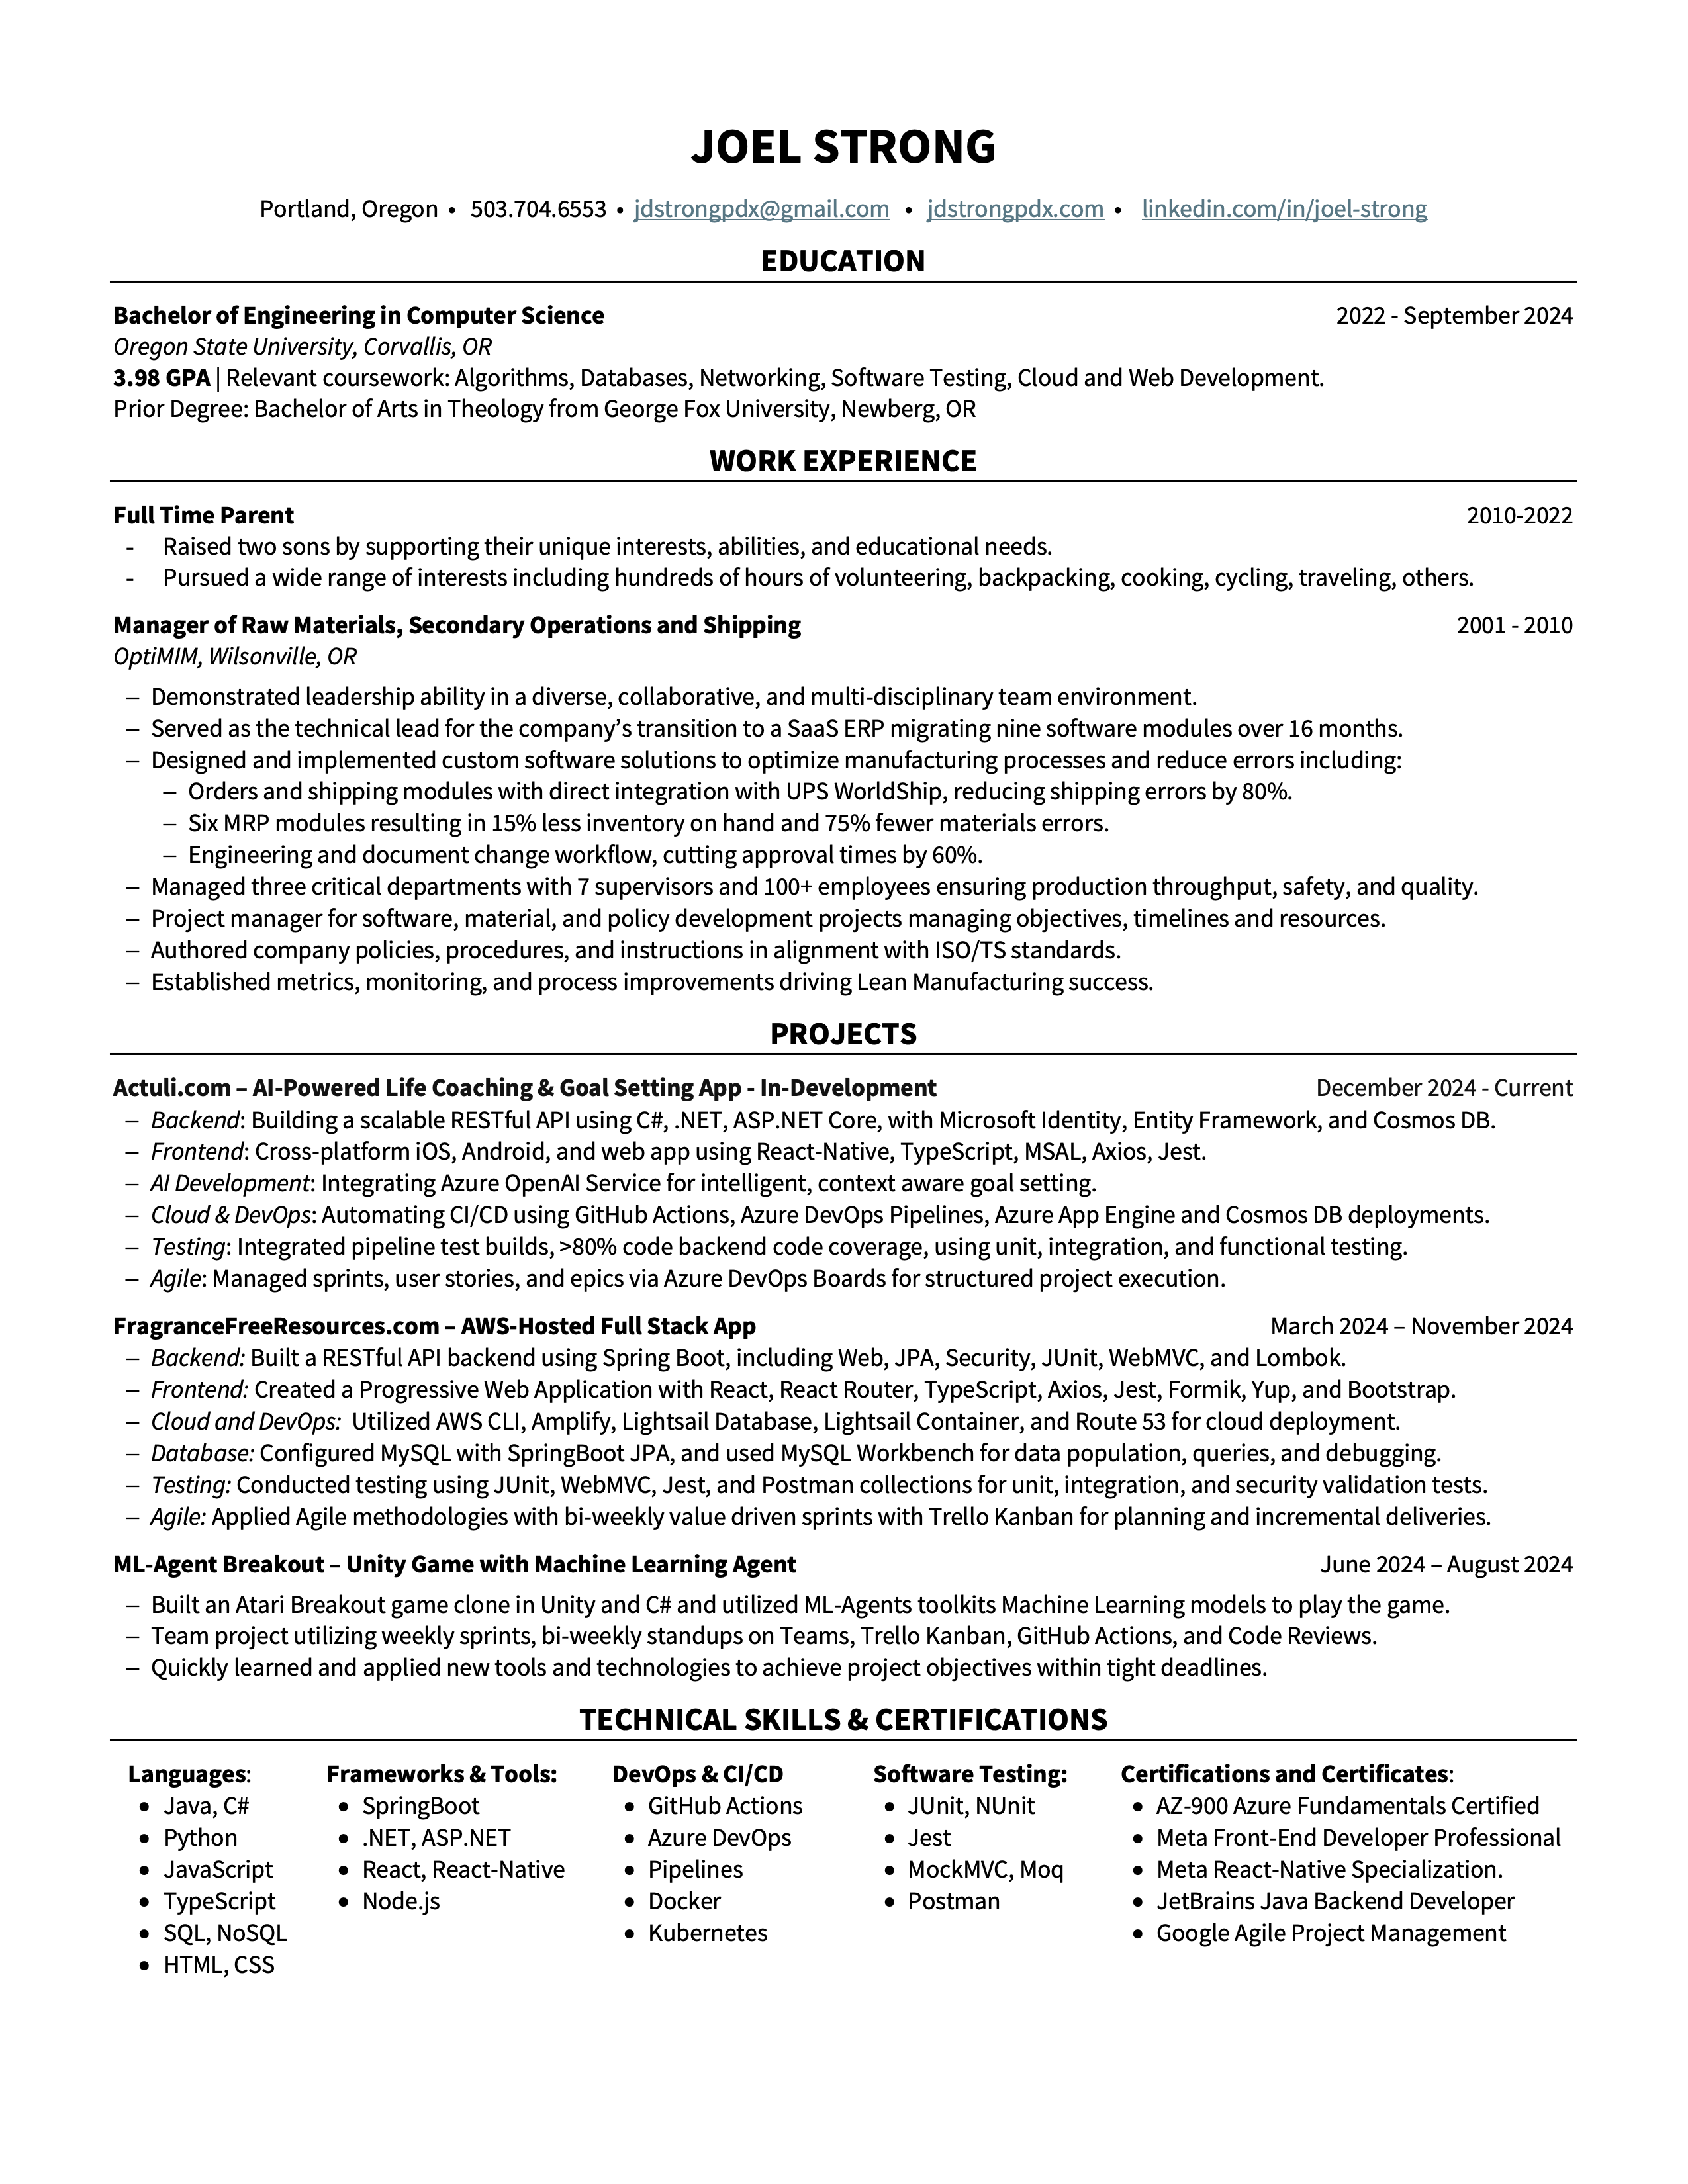 JOEL STRONG
Portland, Oregon • 503.704.6553 • jdstrongpdx@gmail.com • jdstrongpdx.com • linkedin.com/in/joel-strong
EDUCATION
Bachelor of Engineering in Computer Science 2022 - September 2024
Oregon State University, Corvallis, OR
3.98 GPA | Relevant coursework: Algorithms, Databases, Networking, Software Testing, Cloud and Web Development.
Prior Degree: Bachelor of Arts in Theology from George Fox University, Newberg, OR
WORK EXPERIENCE
Full Time Parent 2010-2022
- Raised two sons by supporting their unique interests, abilities, and educational needs.
- Pursued a wide range of interests including hundreds of hours of volunteering, backpacking, cooking, cycling, traveling, others.
Manager of Raw Materials, Secondary Operations and Shipping 2001 - 2010
OptiMIM, Wilsonville, OR
– Demonstrated leadership ability in a diverse, collaborative, and multi-disciplinary team environment.
– Served as the technical lead for the company’s transition to a SaaS ERP migrating nine software modules over 16 months.
– Designed and implemented custom software solutions to optimize manufacturing processes and reduce errors including:
– Orders and shipping modules with direct integration with UPS WorldShip, reducing shipping errors by 80%.
– Six MRP modules resulting in 15% less inventory on hand and 75% fewer materials errors.
– Engineering and document change workflow, cutting approval times by 60%.
– Managed three critical departments with 7 supervisors and 100+ employees ensuring production throughput, safety, and quality.
– Project manager for software, material, and policy development projects managing objectives, timelines and resources.
– Authored company policies, procedures, and instructions in alignment with ISO/TS standards.
– Established metrics, monitoring, and process improvements driving Lean Manufacturing success.
PROJECTS
Actuli.com – AI-Powered Life Coaching & Goal Setting App - In-Development December 2024 - Current
– Backend: Building a scalable RESTful API using C#, .NET, ASP.NET Core, with Microsoft Identity, Entity Framework, and Cosmos DB.
– Frontend: Cross-platform iOS, Android, and web app using React-Native, TypeScript, MSAL, Axios, Jest.
– AI Development: Integrating Azure OpenAI Service for intelligent, context aware goal setting.
– Cloud & DevOps: Automating CI/CD using GitHub Actions, Azure DevOps Pipelines, Azure App Engine and Cosmos DB deployments.
– Testing: Integrated pipeline test builds, >80% code backend code coverage, using unit, integration, and functional testing.
– Agile: Managed sprints, user stories, and epics via Azure DevOps Boards for structured project execution.
FragranceFreeResources.com – AWS-Hosted Full Stack App March 2024 – November 2024
– Backend: Built a RESTful API backend using Spring Boot, including Web, JPA, Security, JUnit, WebMVC, and Lombok.
– Frontend: Created a Progressive Web Application with React, React Router, TypeScript, Axios, Jest, Formik, Yup, and Bootstrap.
– Cloud and DevOps: Utilized AWS CLI, Amplify, Lightsail Database, Lightsail Container, and Route 53 for cloud deployment.
– Database: Configured MySQL with SpringBoot JPA, and used MySQL Workbench for data population, queries, and debugging.
– Testing: Conducted testing using JUnit, WebMVC, Jest, and Postman collections for unit, integration, and security validation tests.
– Agile: Applied Agile methodologies with bi-weekly value driven sprints with Trello Kanban for planning and incremental deliveries.
ML-Agent Breakout – Unity Game with Machine Learning Agent June 2024 – August 2024
– Built an Atari Breakout game clone in Unity and C# and utilized ML-Agents toolkits Machine Learning models to play the game.
– Team project utilizing weekly sprints, bi-weekly standups on Teams, Trello Kanban, GitHub Actions, and Code Reviews.
– Quickly learned and applied new tools and technologies to achieve project objectives within tight deadlines.
TECHNICAL SKILLS & CERTIFICATIONS
Languages:
• Java, C#
• Python
• JavaScript
• TypeScript
• SQL, NoSQL
• HTML, CSS
Frameworks & Tools:
• SpringBoot
• .NET, ASP.NET
• React, React-Native
• Node.js
DevOps & CI/CD
• GitHub Actions
• Azure DevOps
• Pipelines
• Docker
• Kubernetes
Software Testing:
• JUnit, NUnit
• Jest
• MockMVC, Moq
• Postman
Certifications and Certificates:
• AZ-900 Azure Fundamentals Certified
• Meta Front-End Developer Professional
• Meta React-Native Specialization.
• JetBrains Java Backend Developer
• Google Agile Project Management